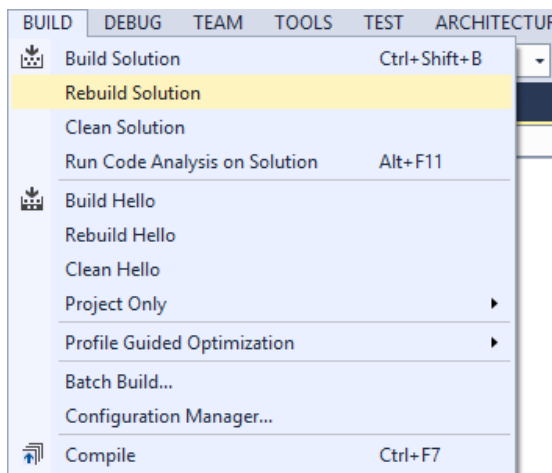 BUILD DEBUG TEAM TOOLS TEST ARCHITECTUR
Build Solution Ctrl+Shift+B
Rebuild Solution
Clean Solution
Run Code Analysis on Solution Alt+F11
Build Hello
Rebuild Hello
Clean Hello
Project Only
Profile Guided Optimization
Batch Build...
Configuration Manager...
Compile Ctrl+F7